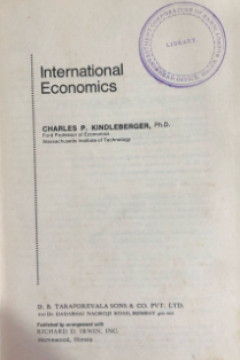 LIBRARY
International
Economics
CHARLES P. KINDLEBERGER, Ph.D.
Ford Professor of Economics
Massachusetts Institute of Technology
D. B. TARAPOREVALA SONS & CO. PVT. LTD.
210 Dr. DADABHAI NAOROJI ROAD, BOMBAY
Published by arrangement with
RICHARD D. IRWIN, INC.
Homewood, Illinois